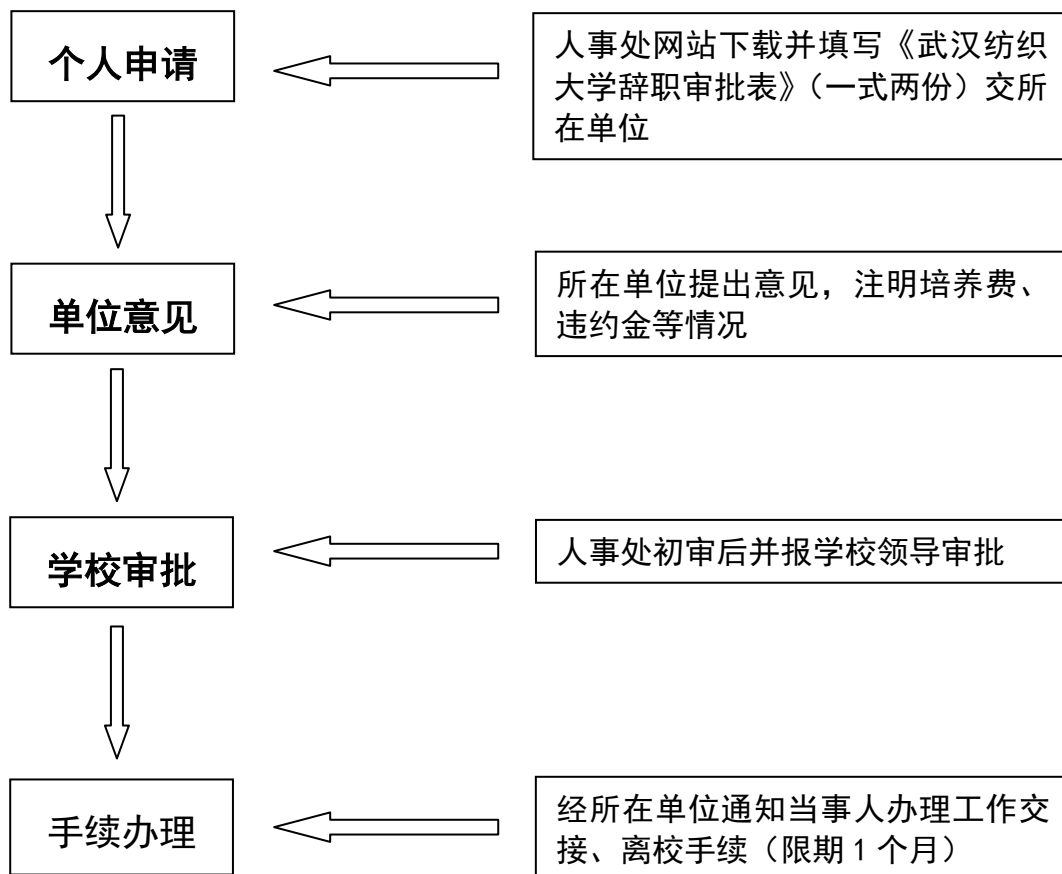 个人申请
人事处网站下载并填写《武汉纺织
大学辞职审批表》（一式两份）交所
在单位
单位意见
所在单位提出意见，注明培养费、
违约金等情况
学校审批
人事处初审后并报学校领导审批
手续办理
经所在单位通知当事人办理工作交
接、离校手续（限期 1 个月）